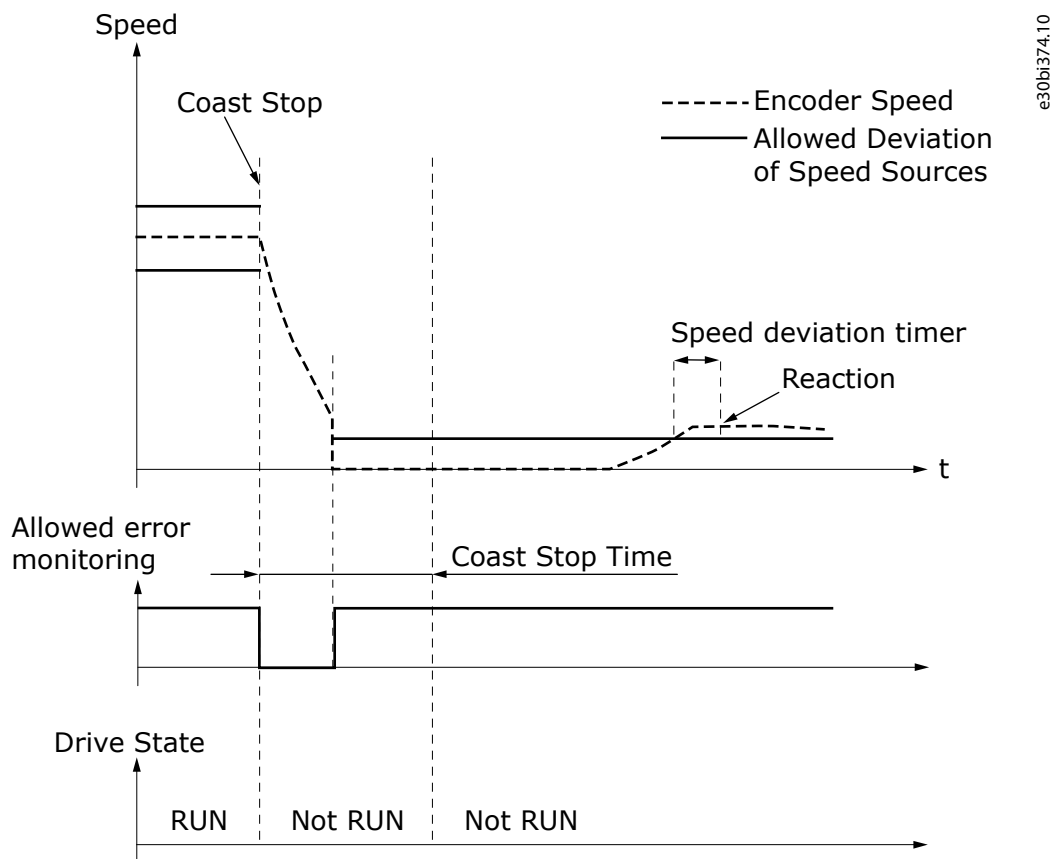 Speed
e30bi374.10
Coast Stop
Encoder Speed
Allowed Deviation
of Speed Sources
Speed deviation timer
Reaction
t
Allowed error
monitoring
Coast Stop Time
Drive State
RUN
Not RUN
Not RUN